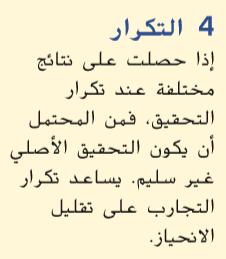 4 التكرار
إذا حصلت على نتائج
مختلفة عند تكرار
التحقيق، فمن المحتمل
أن يكون التحقيق الأصلي
غير سليم. يساعد تكرار
التجارب على تقليل
الانحياز.